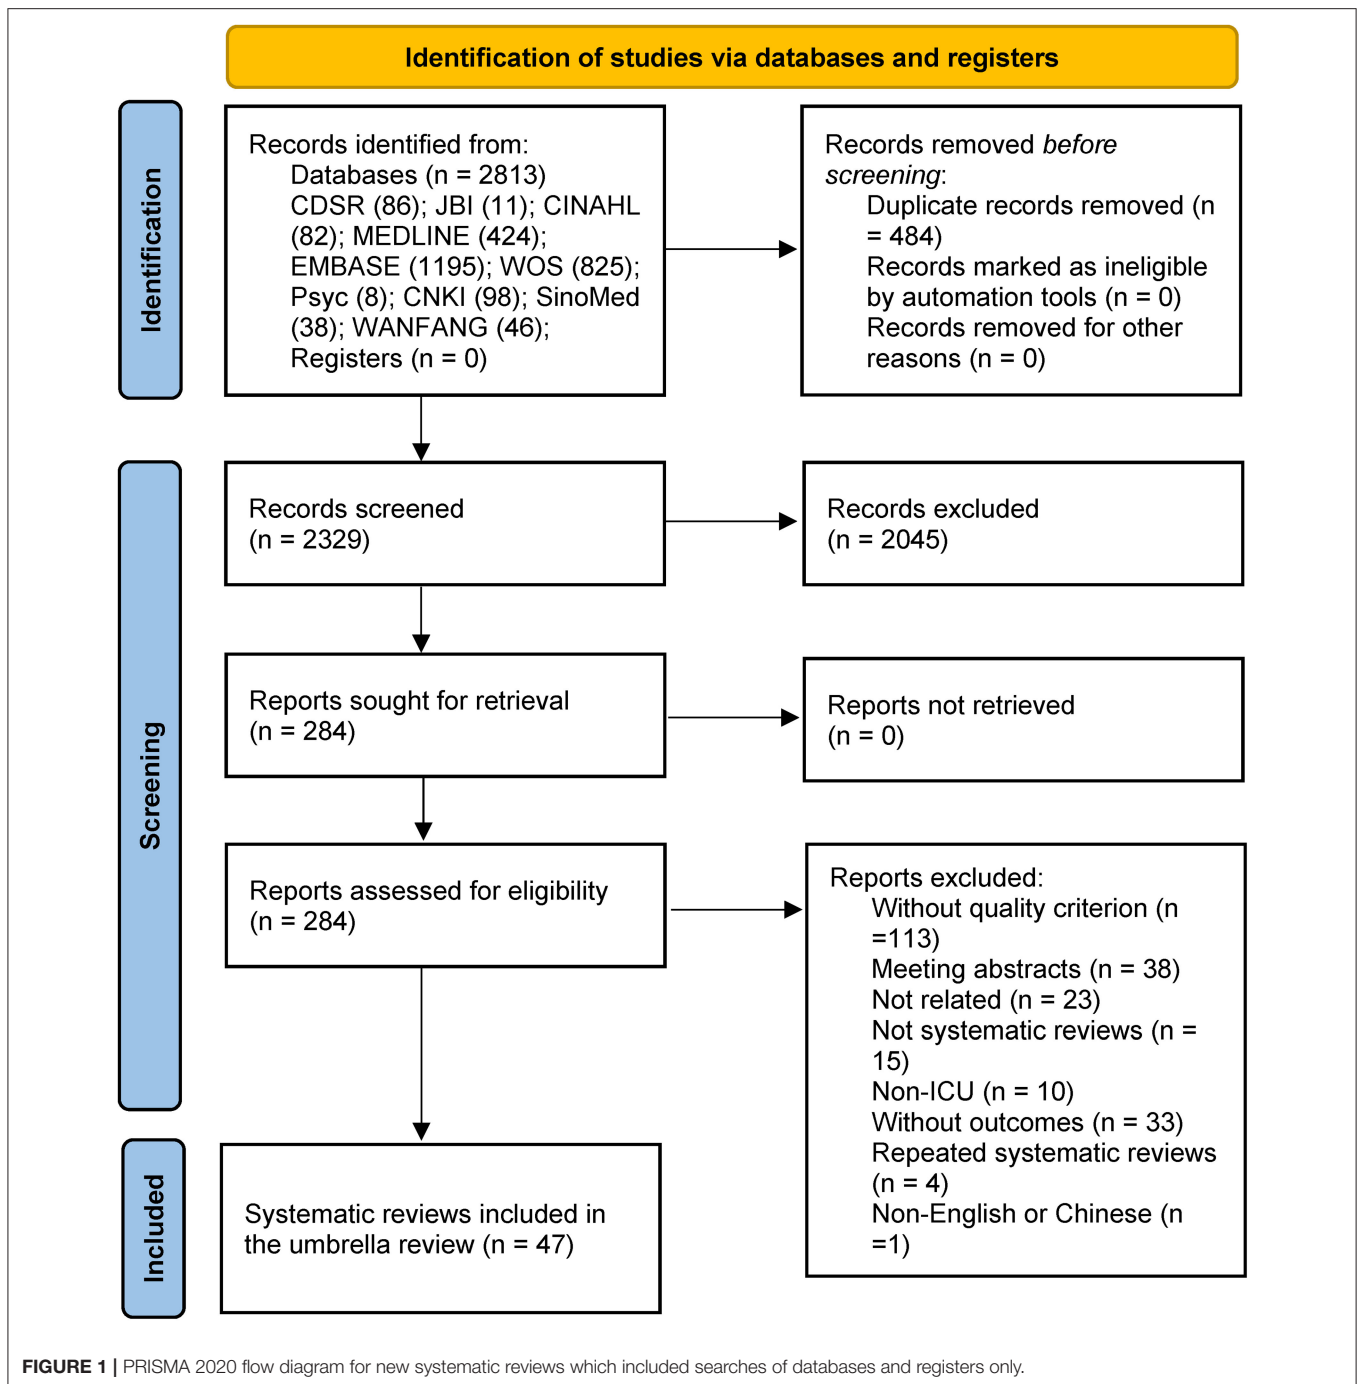 Identification of studies via databases and registers
Identification
Records identified from:
Databases (n = 2813)
CDSR (86); JBI (11); CINAHL
(82); MEDLINE (424);
EMBASE (1195); WOS (825);
Psyc (8); CNKI (98); SinoMed
(38); WANFANG (46);
Registers (n = 0)
Records removed before
screening:
Duplicate records removed (n
= 484)
Records marked as ineligible
by automation tools (n = 0)
Records removed for other
reasons (n = 0)
Screening
Records screened
(n = 2329)
Records excluded
(n = 2045)
Reports sought for retrieval
(n = 284)
Reports not retrieved
(n = 0)
Reports assessed for eligibility
(n = 284)
Reports excluded:
Without quality criterion (n
=113)
Meeting abstracts (n = 38)
Not related (n = 23)
Not systematic reviews (n =
15)
Non-ICU (n = 10)
Without outcomes (n = 33)
Repeated systematic reviews
(n = 4)
Non-English or Chinese (n
=1)
Included
Systematic reviews included in
the umbrella review (n = 47)
FIGURE 1 | PRISMA 2020 flow diagram for new systematic reviews which included searches of databases and registers only.